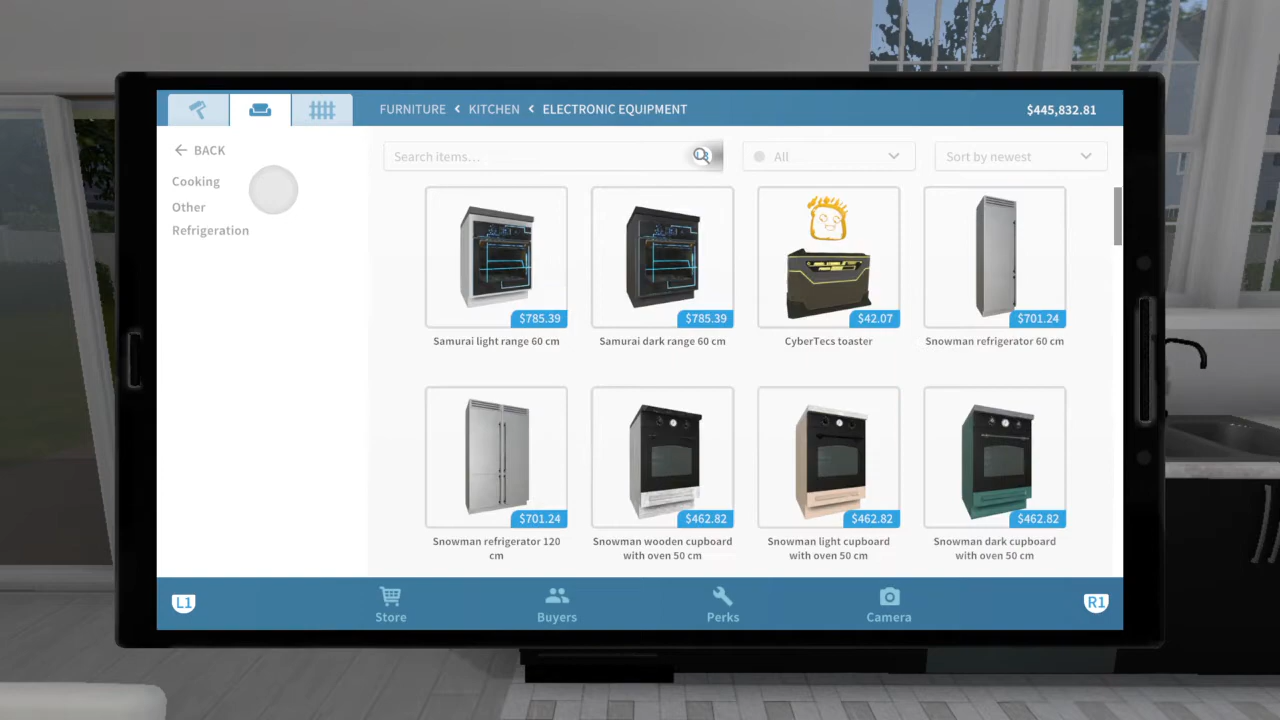 FURNITURE < KITCHEN < ELECTRONIC EQUIPMENT
$445,832.81
BACK
Cooking
Other
Refrigeration
Search items...
All
Sort by newest
$785.39
$785.39
$42.07
$701.24
Samurai light range 60 cm
Samurai dark range 60 cm
CyberTecs toaster
Snowman refrigerator 60 cm
$701.24
$462.82
$462.82
$462.82
Snowman refrigerator 120
cm
Snowman wooden cupboard
with oven 50 cm
Snowman light cupboard
with oven 50 cm
Snowman dark cupboard
with oven 50 cm
L1
Store
Buyers
Perks
Camera
R1